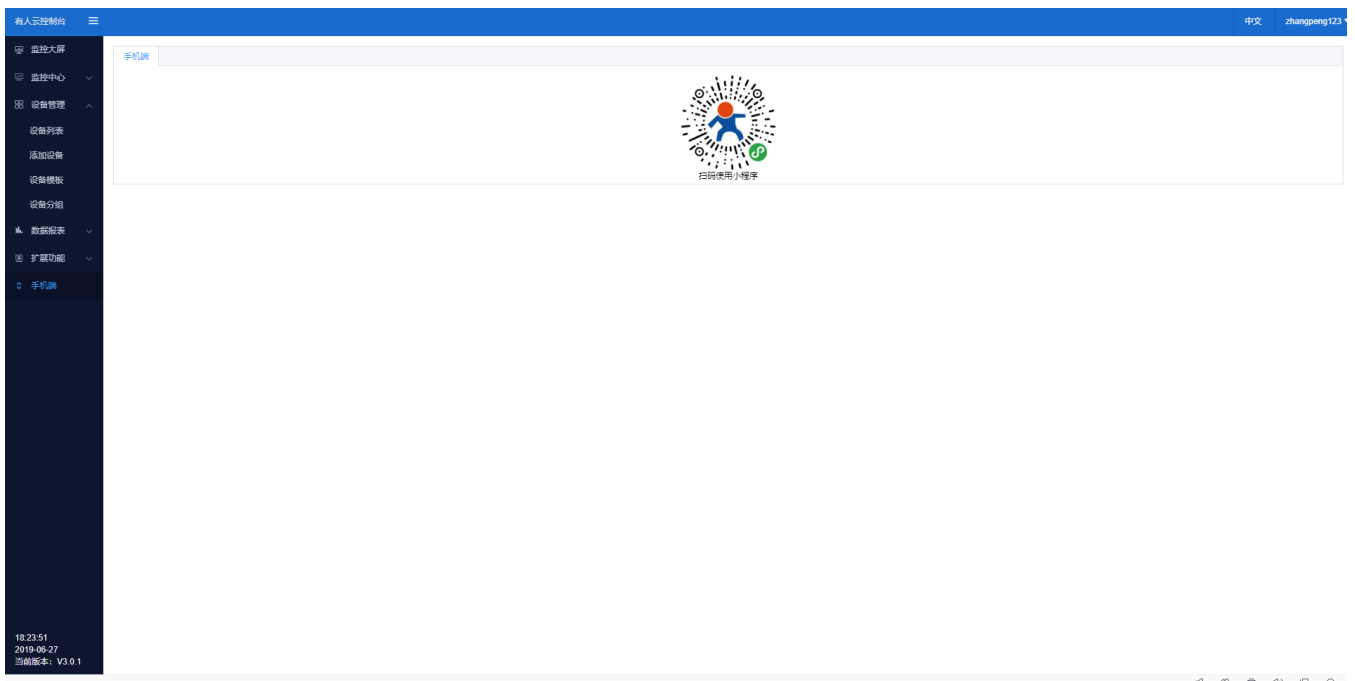 有人云控制台
中文
zhangpeng123
监控大屏
监控中心
设备管理
设备列表
添加设备
设备模板
设备分组
数据报表
扩展功能
手机端
手机端
扫码使用小程序
18:23:51
2019-06-27
当前版本：V3.0.1